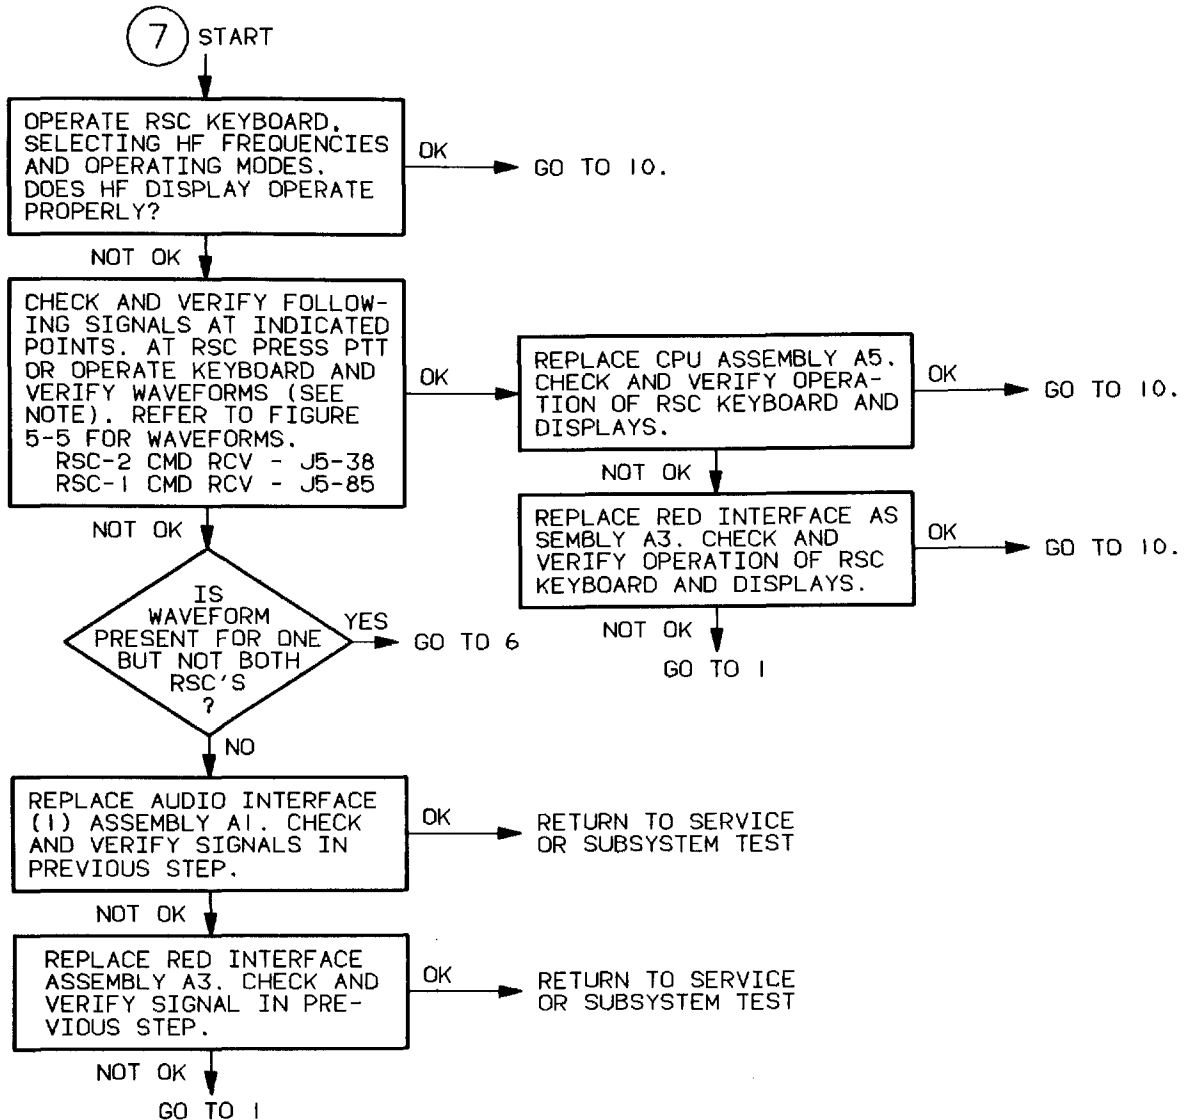 7 START
OPERATE RSC KEYBOARD,
SELECTING HF FREQUENCIES
AND OPERATING MODES.
DOES HF DISPLAY OPERATE
PROPERLY?
OK
GO TO 10.
NOT OK
CHECK AND VERIFY FOLLOW-
ING SIGNALS AT INDICATED
POINTS. AT RSC PRESS PTT
OR OPERATE KEYBOARD AND
VERIFY WAVEFORMS (SEE
NOTE). REFER TO FIGURE
5-5 FOR WAVEFORMS.
RSC-2 CMD RCV - J5-38
RSC-1 CMD RCV - J5-85
OK
REPLACE CPU ASSEMBLY A5.
CHECK AND VERIFY OPERA-
TION OF RSC KEYBOARD AND
DISPLAYS.
OK
GO TO 10.
NOT OK
REPLACE RED INTERFACE AS
SEMBLY A3. CHECK AND
VERIFY OPERATION OF RSC
KEYBOARD AND DISPLAYS.
OK
GO TO 10.
NOT OK
GO TO 1
NOT OK
IS
WAVEFORM
PRESENT FOR ONE
BUT NOT BOTH
RSC'S
?
YES
GO TO 6
NO
REPLACE AUDIO INTERFACE
(1) ASSEMBLY A1. CHECK
AND VERIFY SIGNALS IN
PREVIOUS STEP.
OK
RETURN TO SERVICE
OR SUBSYSTEM TEST
NOT OK
REPLACE RED INTERFACE
ASSEMBLY A3. CHECK AND
VERIFY SIGNAL IN PRE-
VIOUS STEP.
OK
RETURN TO SERVICE
OR SUBSYSTEM TEST
NOT OK
GO TO 1